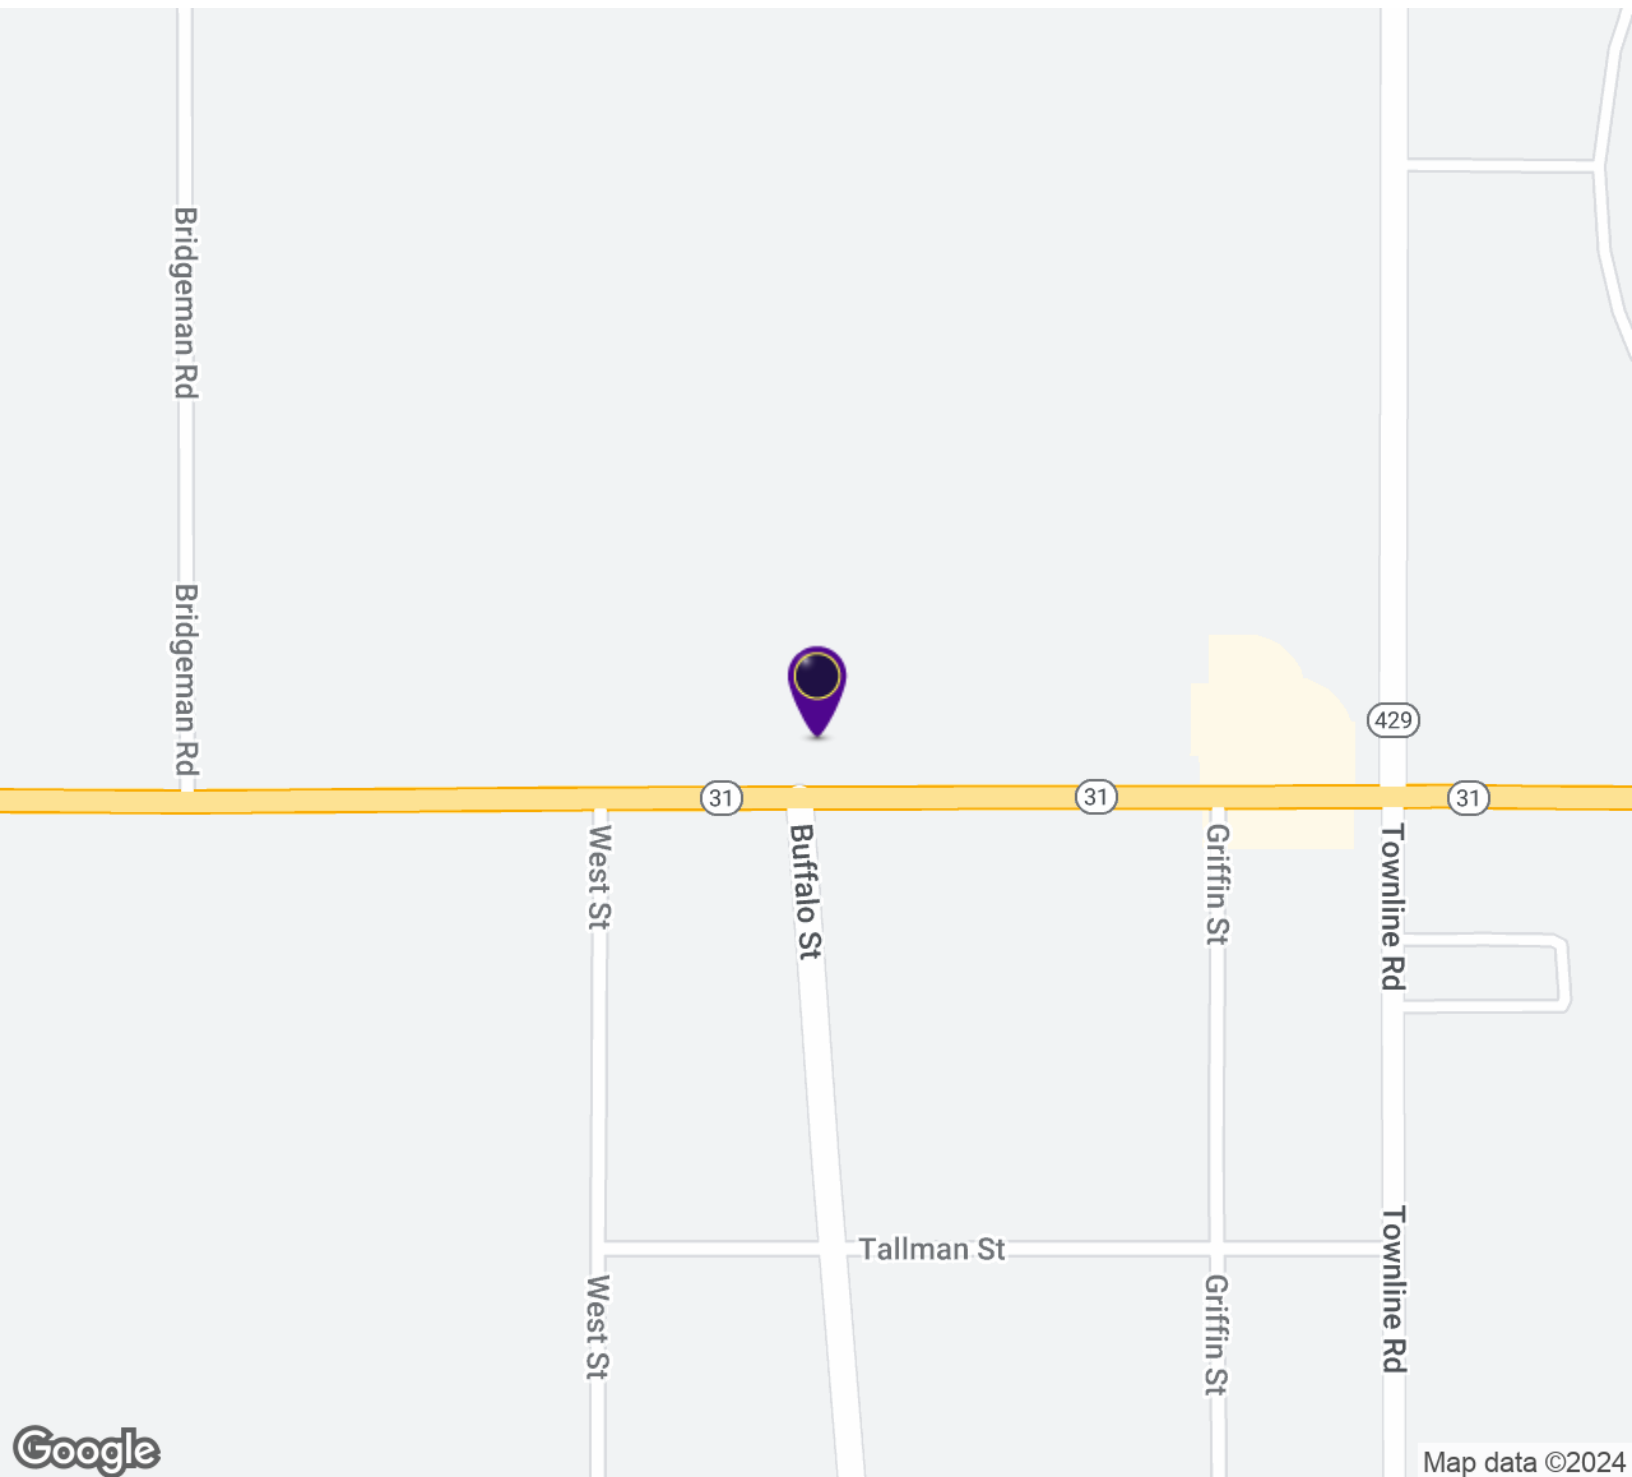 Bridgeman Rd
Bridgeman Rd
429
31
31
31
West St
Buffalo St
Griffin St
Townline Rd
Tallman St
West St
Griffin St
Townline Rd
Google
Map data ©2024